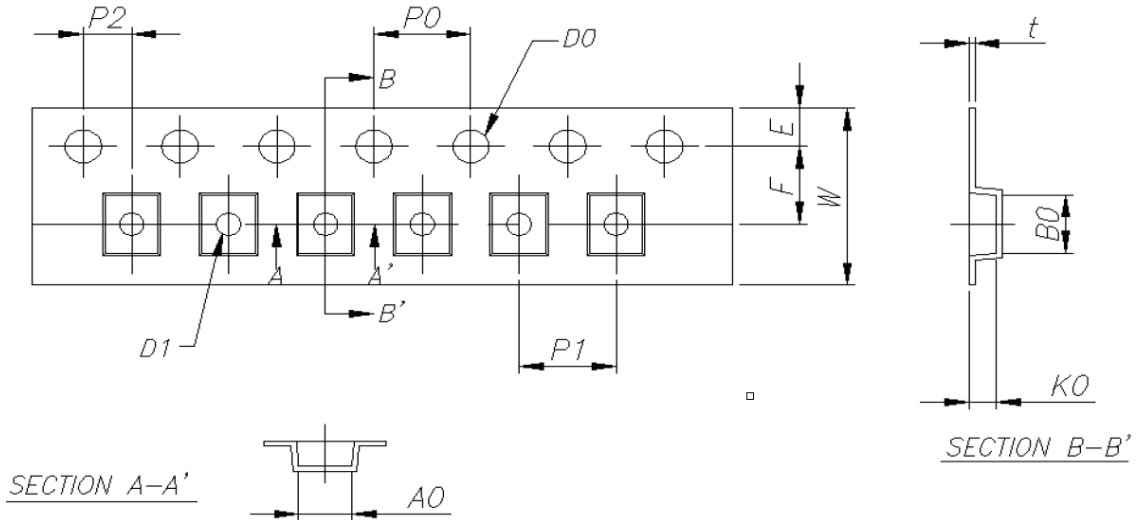 P2
P0
D0
t
B
E
F
W
B0
A
A'
B'
D1
P1
K0
SECTION B-B'
SECTION A-A'
A0